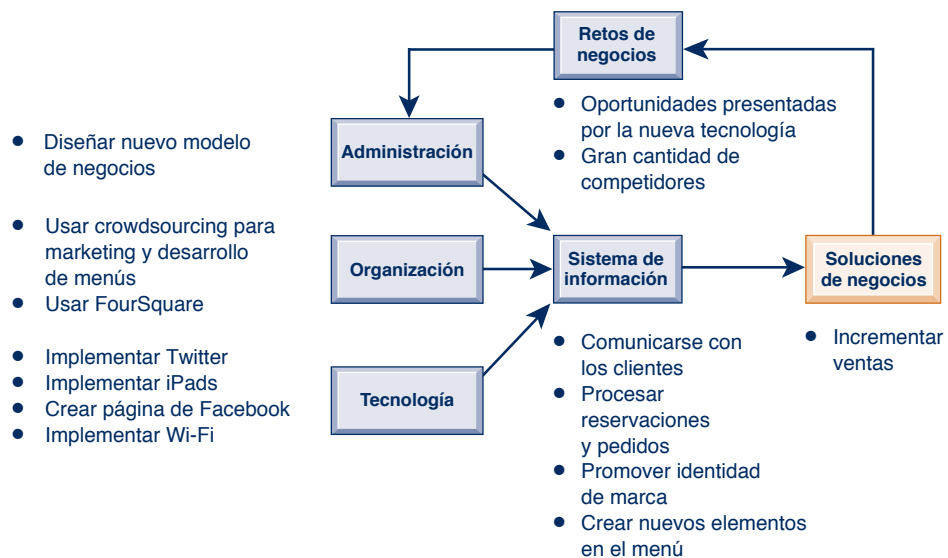 Retos de
negocios
• Oportunidades presentadas
por la nueva tecnología
• Gran cantidad de
competidores
Administración
• Diseñar nuevo modelo
de negocios
• Usar crowdsourcing para
marketing y desarrollo
de menús
• Usar FourSquare
Organización
Sistema de
información
Soluciones
de negocios
• Implementar Twitter
• Implementar iPads
• Crear página de Facebook
• Implementar Wi-Fi
Tecnología
• Comunicarse con
los clientes
• Procesar
reservaciones
y pedidos
• Promover identidad
de marca
• Crear nuevos elementos
en el menú
• Incrementar
ventas